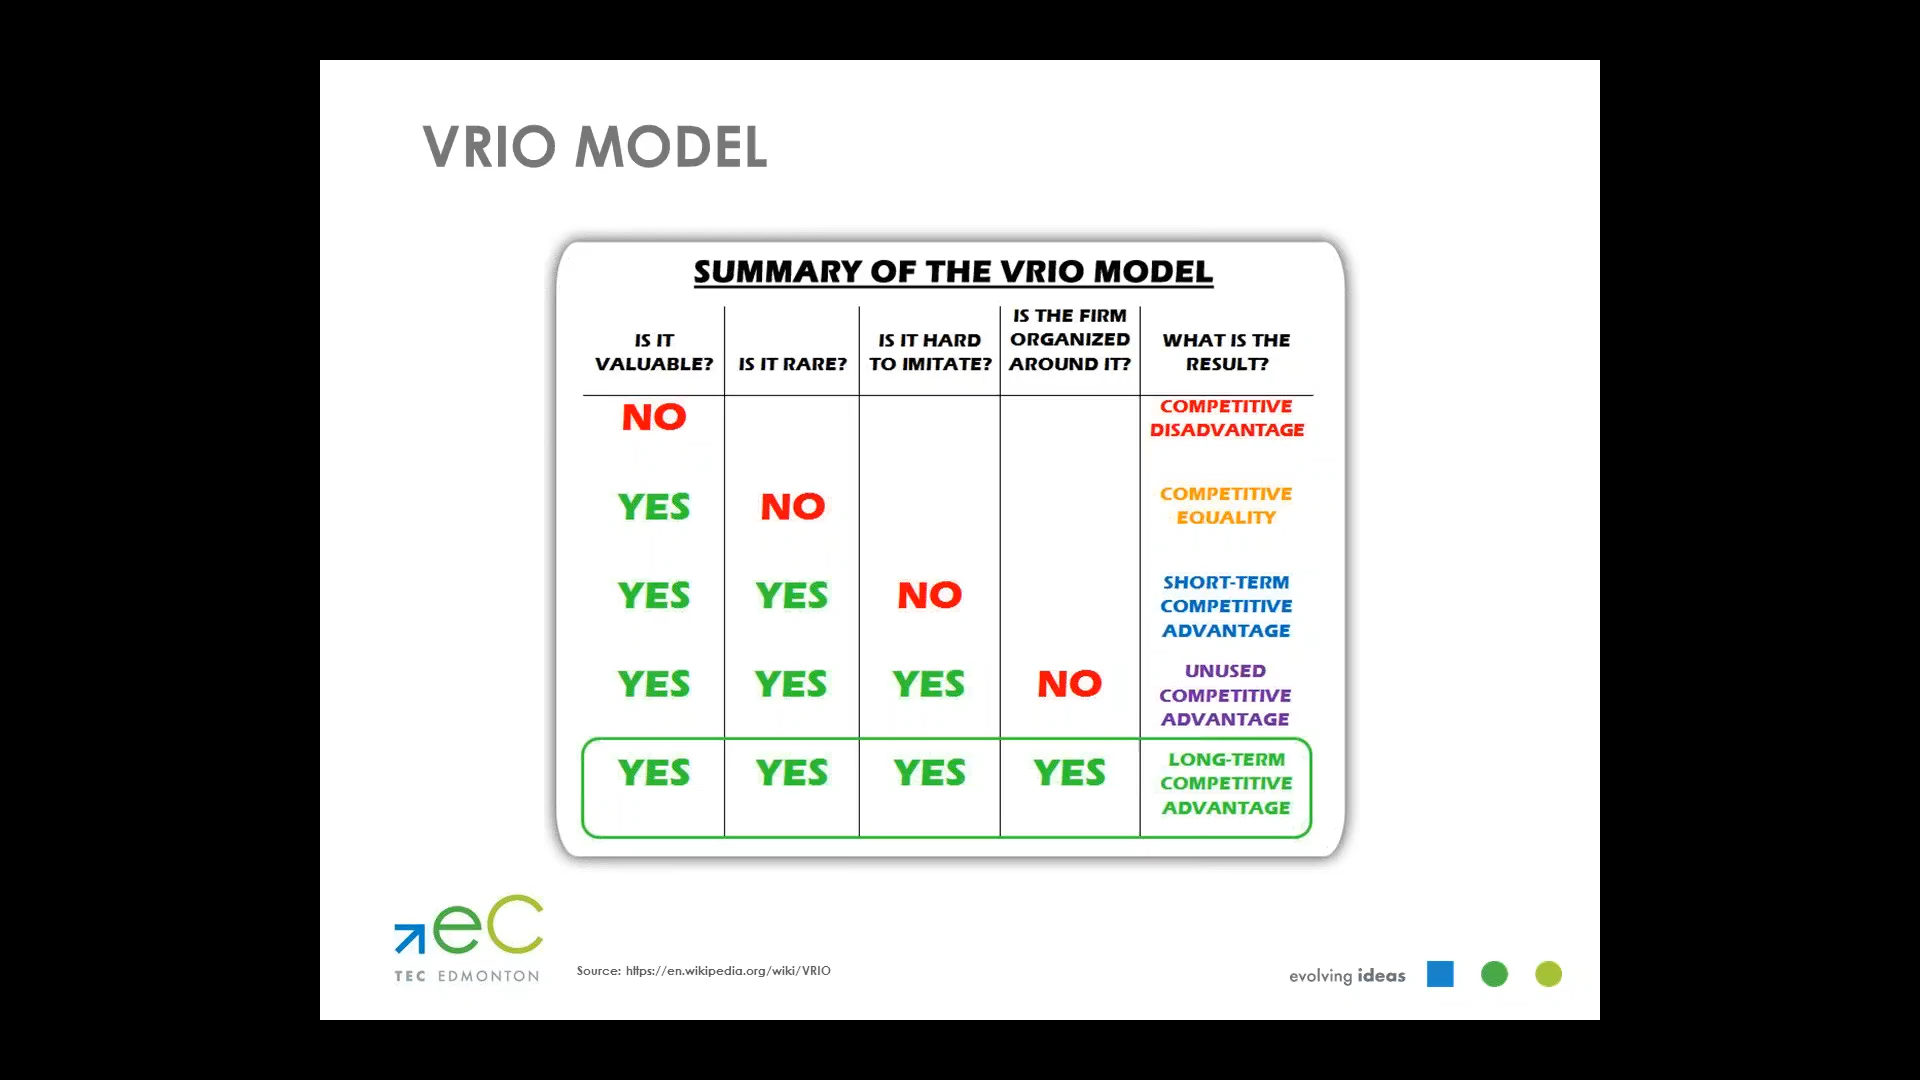 VRIO MODEL
SUMMARY OF THE VRIO MODEL
IS IT
VALUABLE?
IS IT RARE?
IS IT HARD
TO IMITATE?
IS THE FIRM
ORGANIZED
AROUND IT?
WHAT IS THE
RESULT?
NO
COMPETITIVE
DISADVANTAGE
YES NO
COMPETITIVE
EQUALITY
YES YES NO
SHORT-TERM
COMPETITIVE
ADVANTAGE
YES YES YES NO
UNUSED
COMPETITIVE
ADVANTAGE
YES YES YES YES
LONG-TERM
COMPETITIVE
ADVANTAGE
eC
TEC EDMONTON
Source: https://en.wikipedia.org/wiki/VRIO
evolving ideas